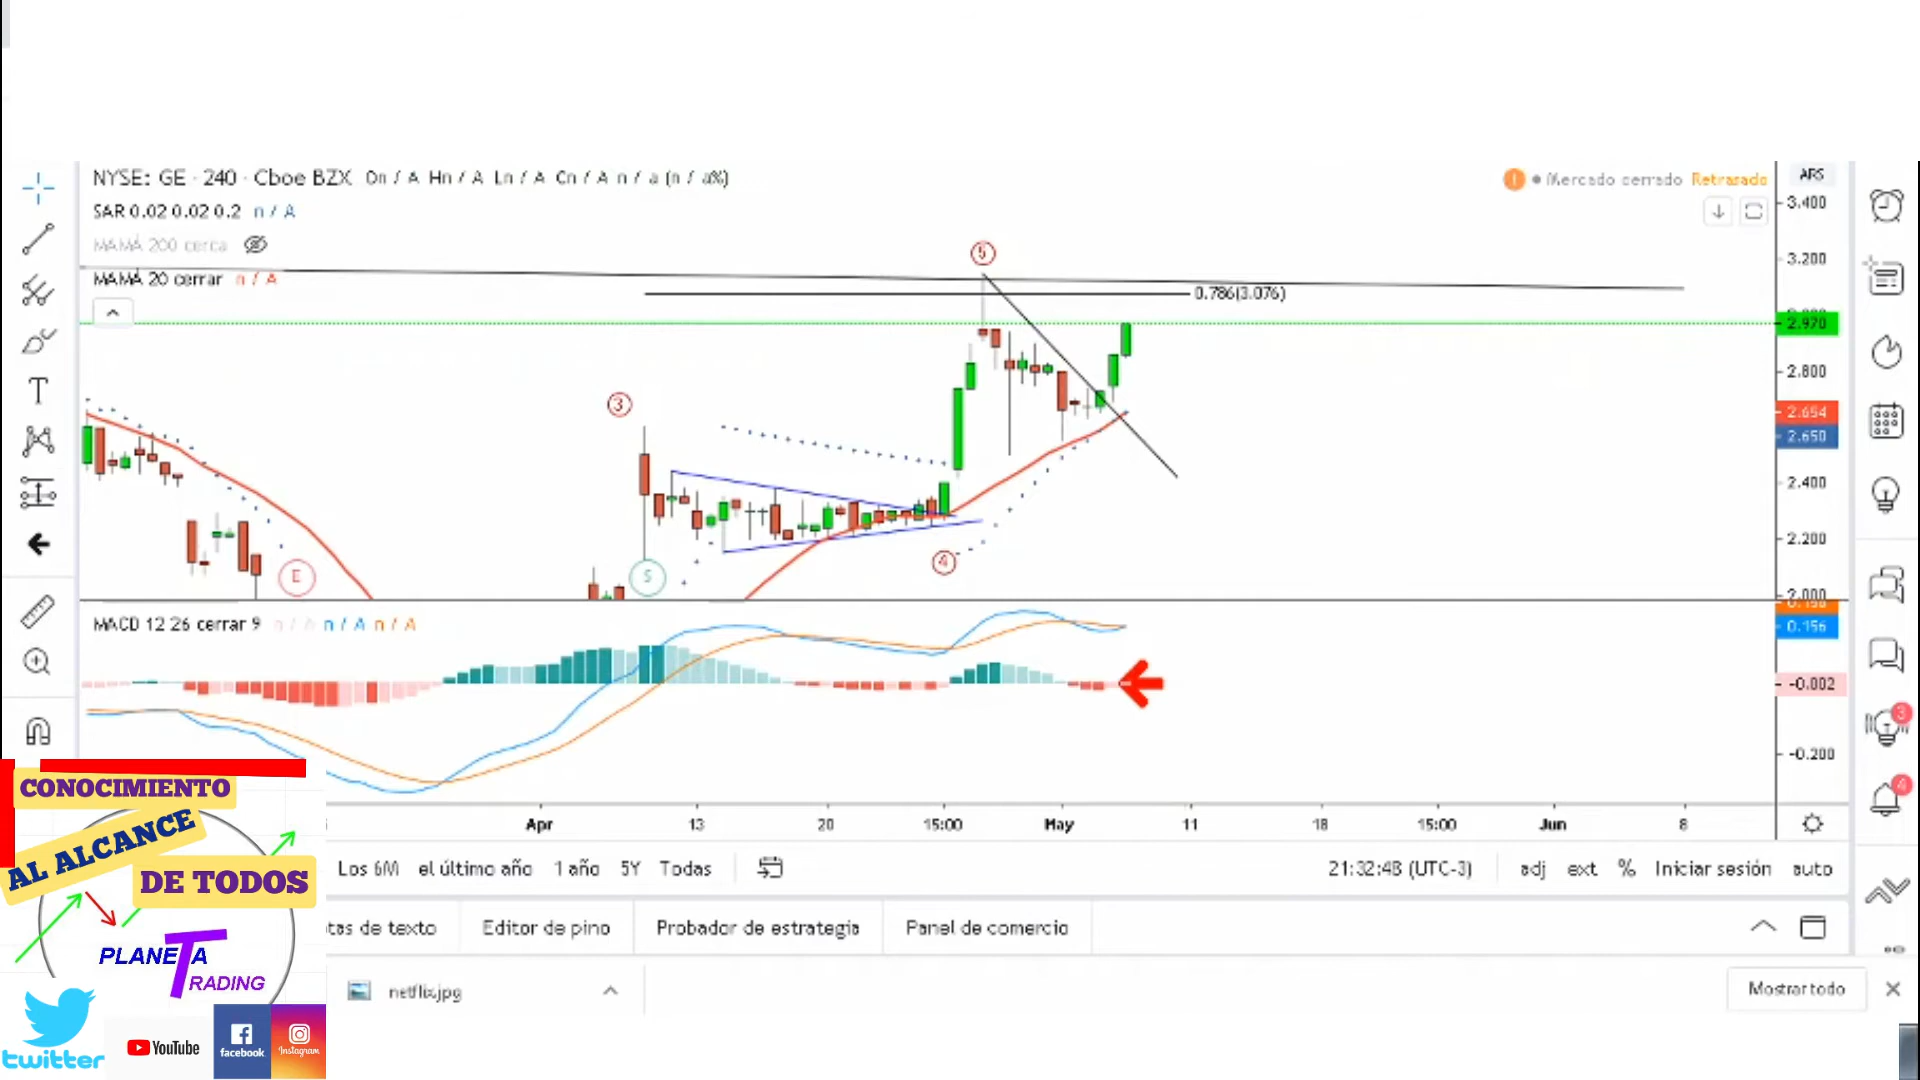 NYSE: GE · 240 · Cboe BZX On / A Hn / A Ln / A Cn / A n / a (n / a%)
Mercado cerrado Retrasado
ARS
SAR 0.02 0.02 0.2 n / A
MAMÁ 200 cerca
MAMÁ 20 cerrar n / A
3.400
3.200
5
0.786(3.076)
2.970
2.800
3
2.654
2.650
2.400
2.200
4
E
S
2.000
MACD 12 26 cerrar 9 n / A n / A n / A
0.156
-0.002
-0.200
3
4
Apr 13 20 15:00 May 11 18 15:00 Jun 8
Los 6M el último año 1 año 5Y Todas
21:32:48 (UTC-3) adj ext % Iniciar sesión auto
tas de texto Editor de pino Probador de estrategia Panel de comercio
netflix.jpg
Mostrar todo
CONOCIMIENTO
AL ALCANCE
DE TODOS
PLANETA
TRADING
twitter
YouTube
facebook
Instagram